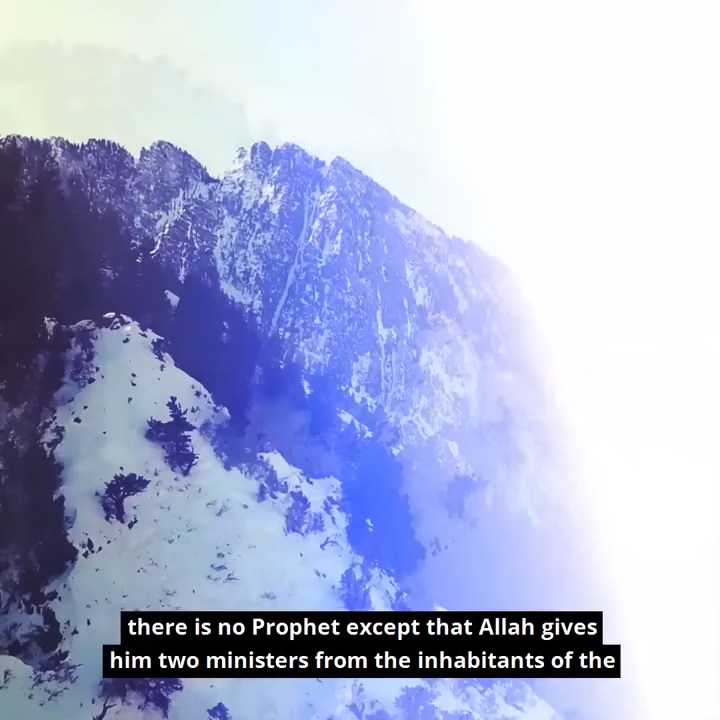 there is no Prophet except that Allah gives
him two ministers from the inhabitants of the